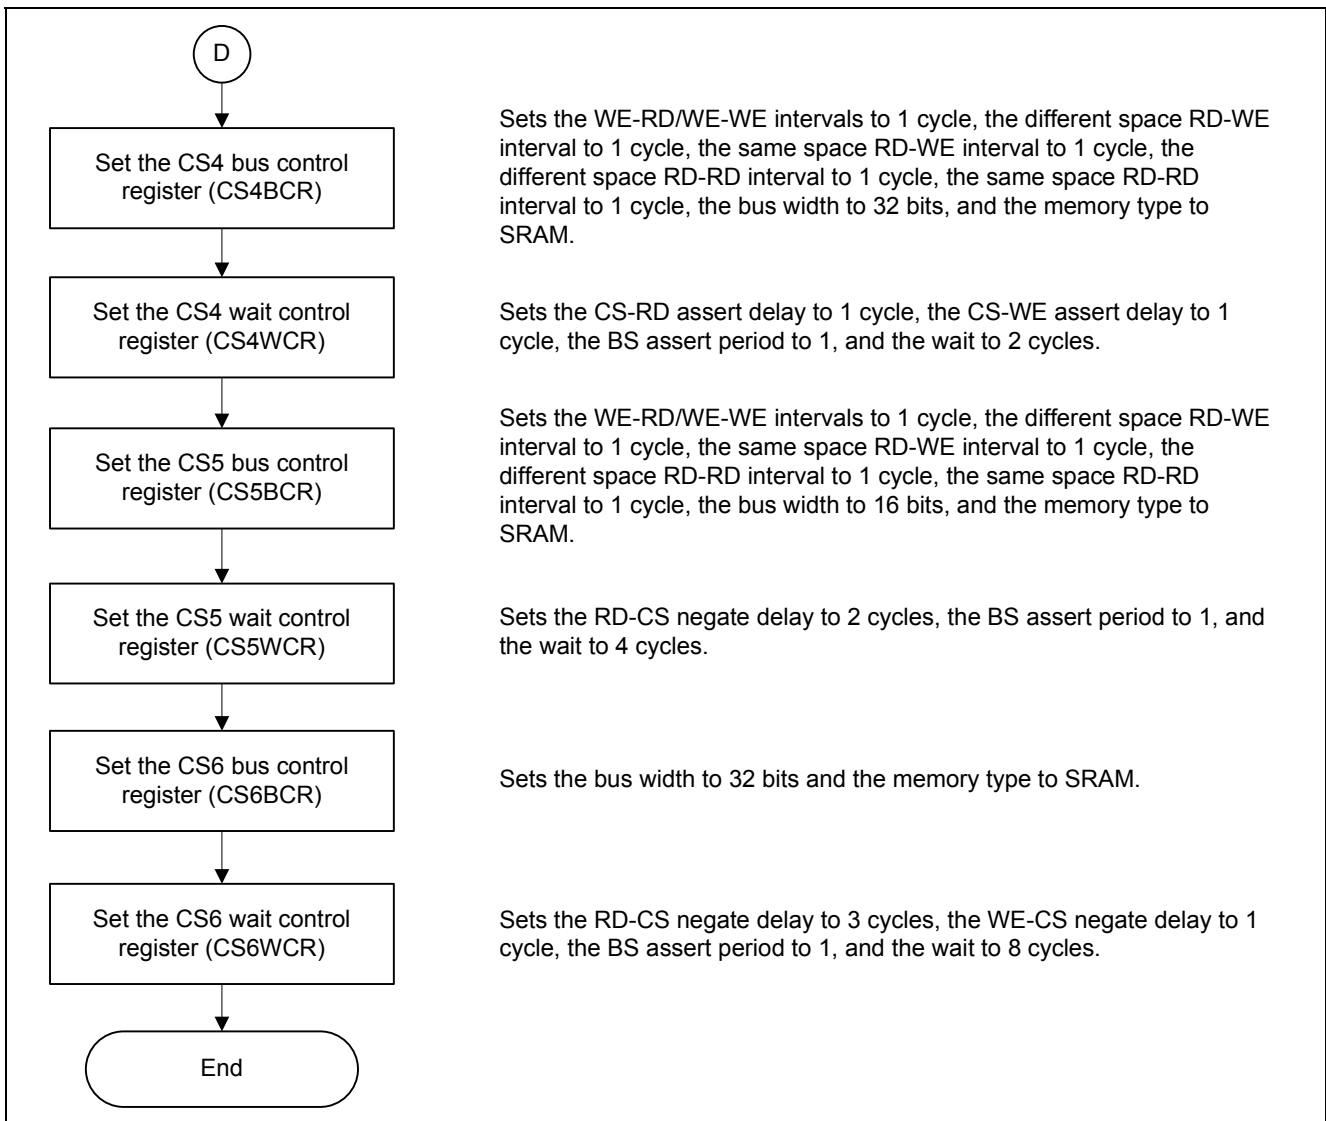 D
Set the CS4 bus control
register (CS4BCR)
Sets the WE-RD/WE-WE intervals to 1 cycle, the different space RD-WE
interval to 1 cycle, the same space RD-WE interval to 1 cycle, the
different space RD-RD interval to 1 cycle, the same space RD-RD
interval to 1 cycle, the bus width to 32 bits, and the memory type to
SRAM.
Set the CS4 wait control
register (CS4WCR)
Sets the CS-RD assert delay to 1 cycle, the CS-WE assert delay to 1
cycle, the BS assert period to 1, and the wait to 2 cycles.
Set the CS5 bus control
register (CS5BCR)
Sets the WE-RD/WE-WE intervals to 1 cycle, the different space RD-WE
interval to 1 cycle, the same space RD-WE interval to 1 cycle, the
different space RD-RD interval to 1 cycle, the same space RD-RD
interval to 1 cycle, the bus width to 16 bits, and the memory type to
SRAM.
Set the CS5 wait control
register (CS5WCR)
Sets the RD-CS negate delay to 2 cycles, the BS assert period to 1, and
the wait to 4 cycles.
Set the CS6 bus control
register (CS6BCR)
Sets the bus width to 32 bits and the memory type to SRAM.
Set the CS6 wait control
register (CS6WCR)
Sets the RD-CS negate delay to 3 cycles, the WE-CS negate delay to 1
cycle, the BS assert period to 1, and the wait to 8 cycles.
End